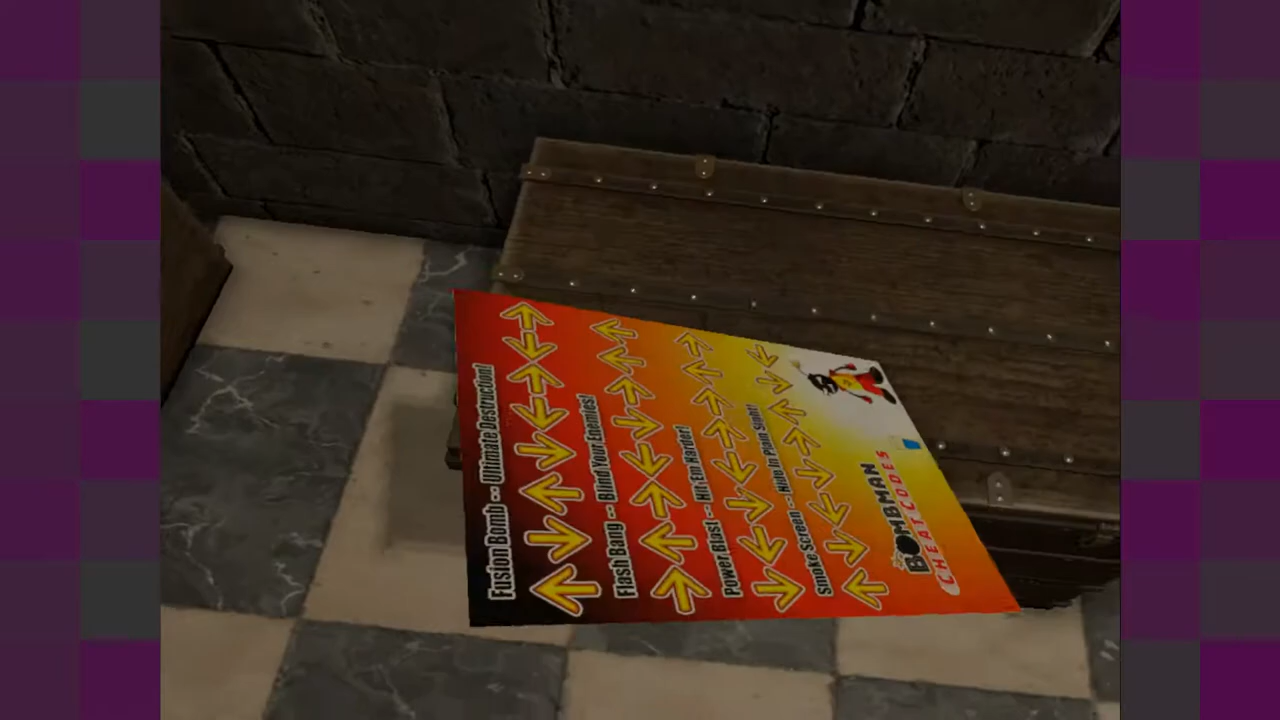 BOMBMAN
CHEAT CODES
Smoke Screen -- Hide In Plain Sight!
Power Blast -- Hit Em Harder!
Flash Bang -- Blind Your Enemies!
Fusion Bomb -- Ultimate Destruction!